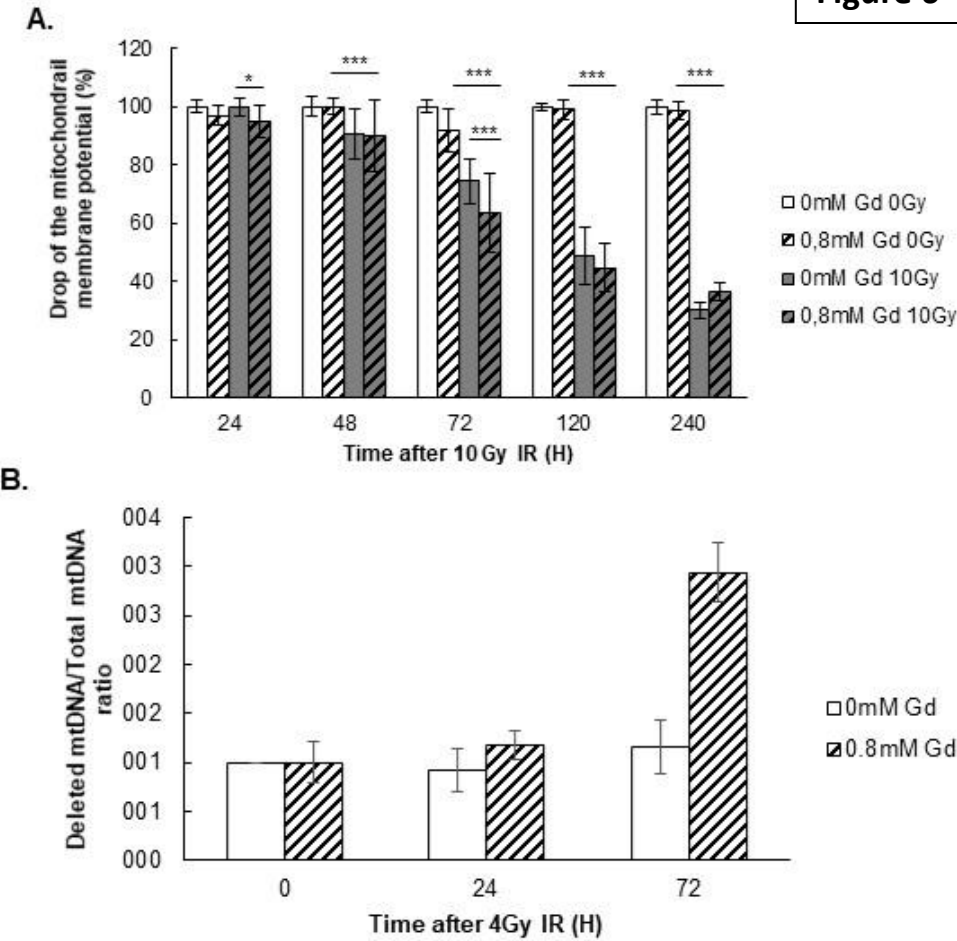 A.
120
100
80
60
40
20
0
Drop of the mitochondrail
membrane potential (%)
*
***
***
***
***
***
24 48 72 120 240
Time after 10 Gy IR (H)
0mM Gd 0Gy
0,8mM Gd 0Gy
0mM Gd 10Gy
0,8mM Gd 10Gy
B.
004
003
003
002
002
001
001
000
Deleted mtDNA/Total mtDNA
ratio
0 24 72
Time after 4Gy IR (H)
0mM Gd
0.8mM Gd